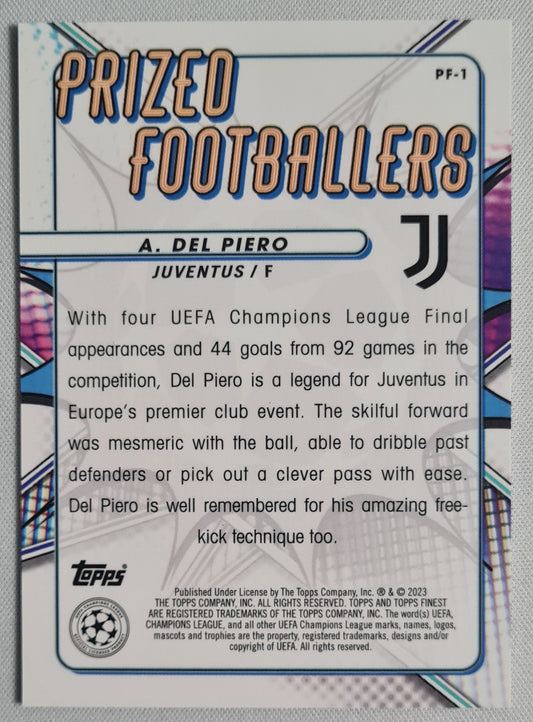 PRIZED
PF-1
FOOTBALLERS
A. DEL PIERO
JUVENTUS / F
With four UEFA Champions League Final
appearances and 44 goals from 92 games in the
competition, Del Piero is a legend for Juventus in
Europe's premier club event. The skilful forward
was mesmeric with the ball, able to dribble past
defenders or pick out a clever pass with ease.
Del Piero is well remembered for his amazing free-
kick technique too.
Topps®
Published Under License by The Topps Company, Inc. ® & © 2023
THE TOPPS COMPANY, INC. ALL RIGHTS RESERVED. TOPPS AND TOPPS FINEST
ARE REGISTERED TRADEMARKS OF THE TOPPS COMPANY, INC. The word(s) UEFA,
CHAMPIONS LEAGUE, and all other UEFA Champions League marks, names, logos,
mascots and trophies are the property, registered trademarks, designs and/or
copyright of UEFA. All rights reserved.